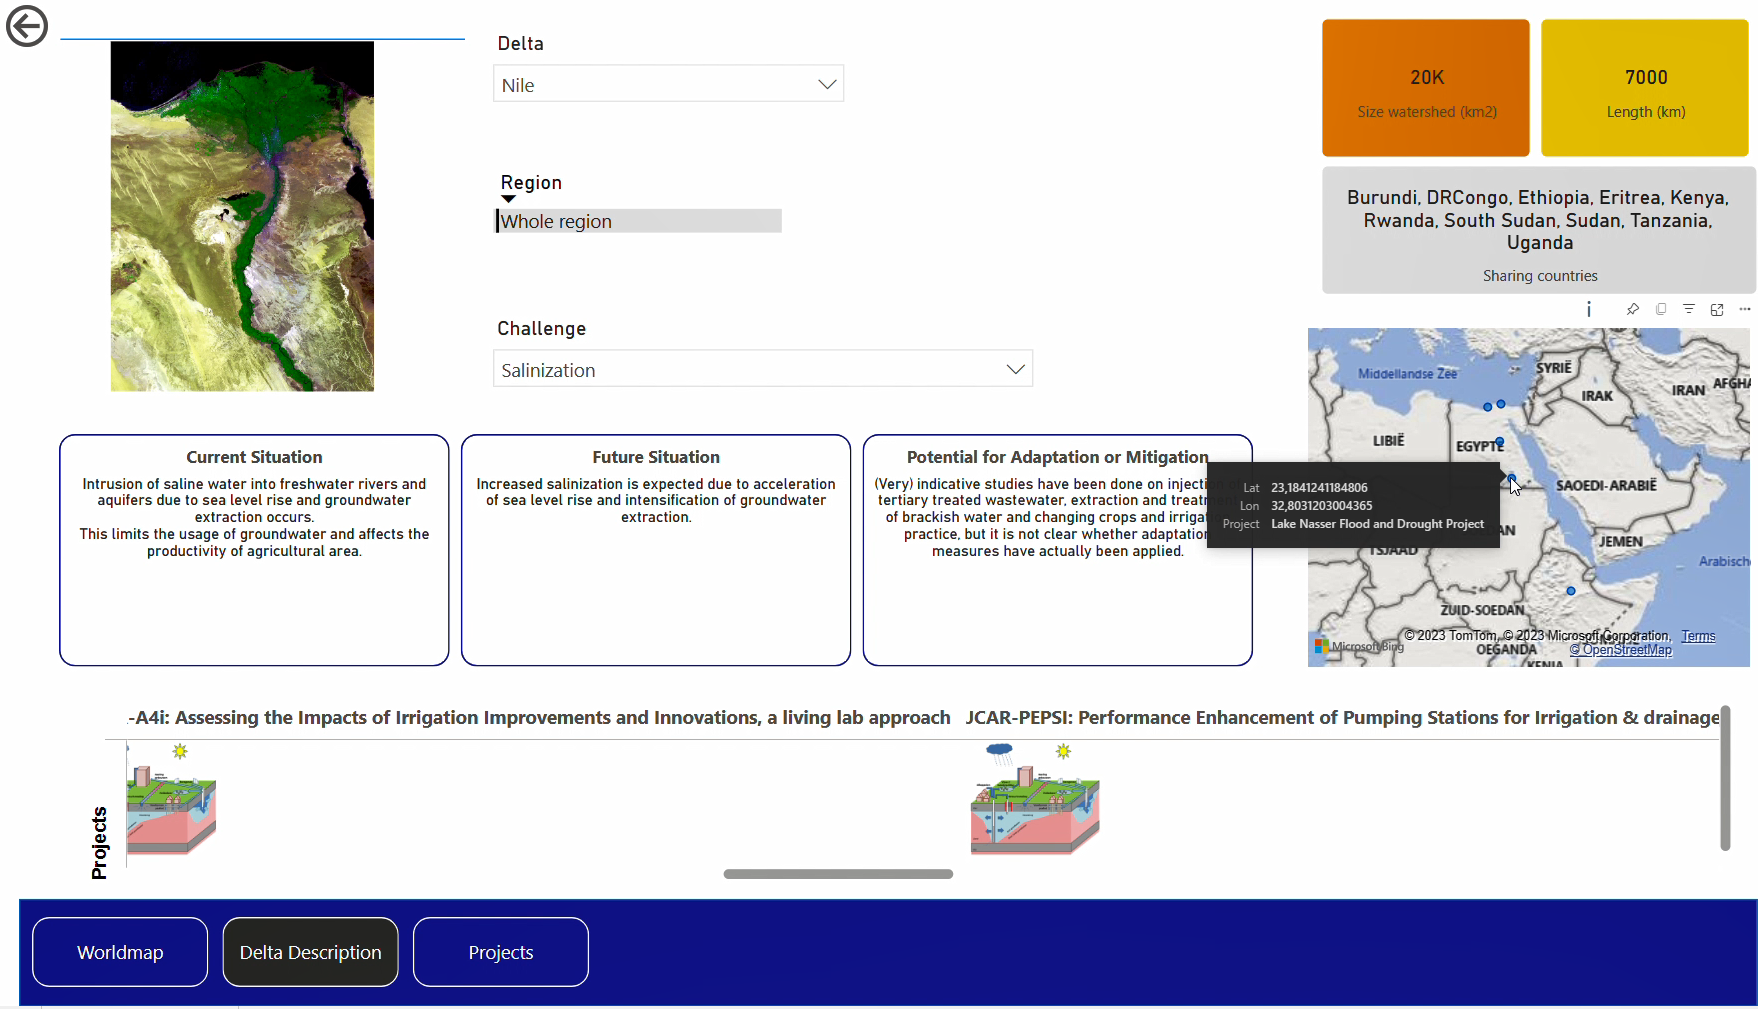 Delta
Nile
Region
Whole region
Challenge
Salinization
20K
Size watershed (km2)
7000
Length (km)
Burundi, DRCongo, Ethiopia, Eritrea, Kenya,
Rwanda, South Sudan, Sudan, Tanzania,
Uganda
Sharing countries
Current Situation
Intrusion of saline water into freshwater rivers and
aquifers due to sea level rise and groundwater
extraction occurs.
This limits the usage of groundwater and affects the
productivity of agricultural area.
Future Situation
Increased salinization is expected due to acceleration
of sea level rise and intensification of groundwater
extraction.
Potential for Adaptation or Mitigation
(Very) indicative studies have been done on injection of
tertiary treated wastewater, extraction and treatment
of brackish water and changing crops and irrigation
practice, but it is not clear whether adaptation
measures have actually been applied.
Middellandse Zee
SYRIË
IRAK
IRAN
AFGHA
LIBIË
EGYPTE
SAOEDI-ARABIË
Lat 23,1841241184806
Lon 32,8031203004365
Project Lake Nasser Flood and Drought Project
AN
TSJAAD
JEMEN
Arabisch
ZUID-SOEDAN
OEGANDA
KENIA
© 2023 TomTom, © 2023 Microsoft Corporation, Terms
© OpenStreetMap
Microsoft Bing
-A4i: Assessing the Impacts of Irrigation Improvements and Innovations, a living lab approach
JCAR-PEPSI: Performance Enhancement of Pumping Stations for Irrigation & drainage
Projects
Worldmap
Delta Description
Projects